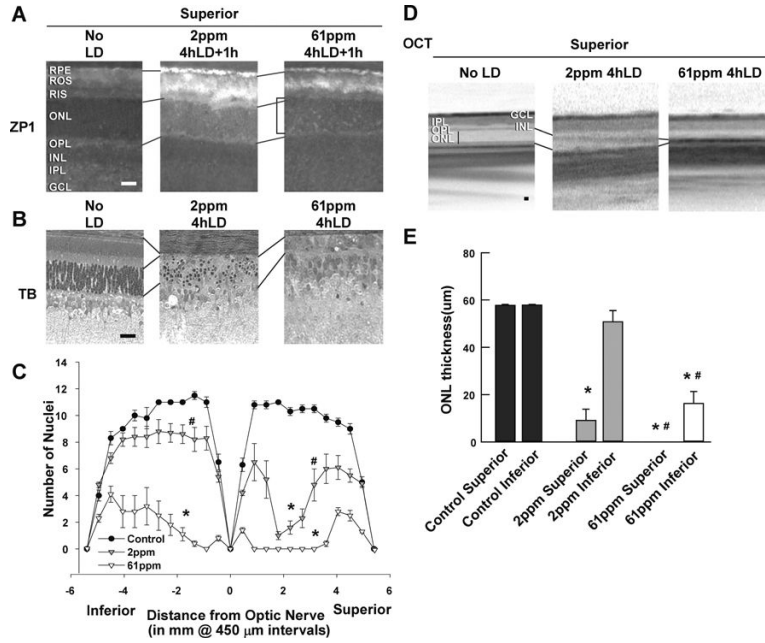 A
Superior
No LD
2ppm 4hLD+1h
61ppm 4hLD+1h
ZP1
RPE
ROS
RIS
ONL
OPL
INL
IPL
GCL
B
No LD
2ppm 4hLD
61ppm 4hLD
TB
C
Number of Nuclei
14
12
10
8
6
4
2
0
#
*
*
#
*
Control
2ppm
61ppm
-6
-4
-2
0
2
4
6
Inferior
Distance from Optic Nerve
Superior
(in mm @ 450 µm intervals)
D
OCT
Superior
No LD
2ppm 4hLD
61ppm 4hLD
IPL
OPL
ONL
GCL
INL
E
ONL thickness(um)
80
60
40
20
0
*
* #
* #
Control Superior
Control Inferior
2ppm Superior
2ppm Inferior
61ppm Superior
61ppm Inferior